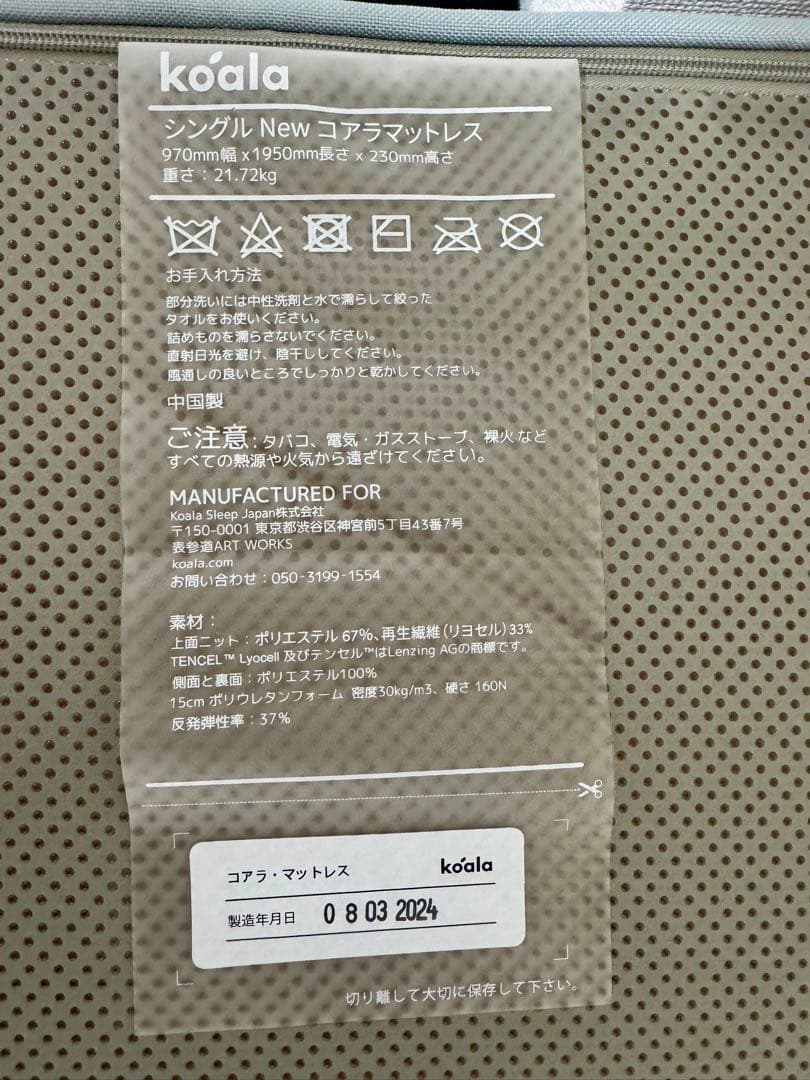 koala
シングル New コアラマットレス
970mm幅 x 1950mm長さ x 230mm高さ
重さ：21.72kg
お手入れ方法
部分洗いには中性洗剤と水で濡らして絞った
タオルをお使いください。
詰めものを濡らさないでください。
直射日光を避け、陰干ししてください。
風通しの良いところでしっかりと乾かしてください。
中国製
ご注意：タバコ、電気・ガスストーブ、裸火など
すべての熱源や火気から遠ざけてください。
MANUFACTURED FOR
Koala Sleep Japan株式会社
〒150-0001 東京都渋谷区神宮前5丁目43番7号
表参道ART WORKS
koala.com
お問い合わせ：050-3199-1554
素材：
上面ニット：ポリエステル 67%、再生繊維（リヨセル）33%
TENCEL™ Lyocell 及びテンセル™はLenzing AGの商標です。
側面と裏面：ポリエステル100%
15cm ポリウレタンフォーム 密度30kg/m3、硬さ 160N
反発弾性率：37%
コアラ・マットレス koala
製造年月日 0 8 03 2024
切り離して大切に保存して下さい。